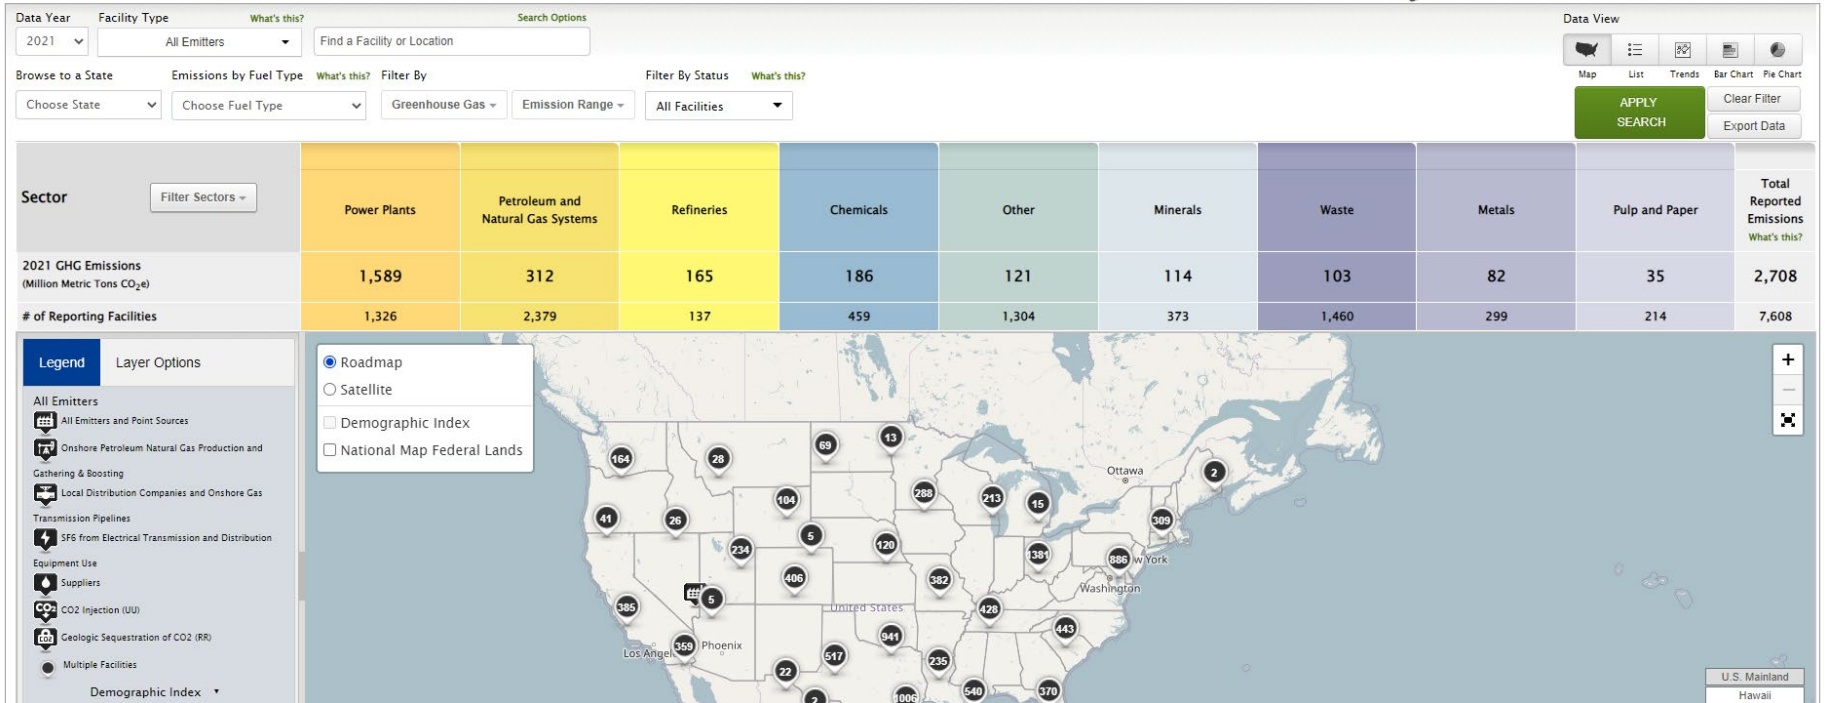 Data Year Facility Type What's this? Search Options Data View
2021 All Emitters Find a Facility or Location
Map List Trends Bar Chart Pie Chart
Browse to a State Emissions by Fuel Type What's this? Filter By Filter By Status What's this?
Choose State Choose Fuel Type Greenhouse Gas Emission Range All Facilities
APPLY
SEARCH
Clear Filter
Export Data
Sector Filter Sectors
Power Plants
Petroleum and
Natural Gas Systems
Refineries
Chemicals
Other
Minerals
Waste
Metals
Pulp and Paper
Total
Reported
Emissions
What's this?
2021 GHG Emissions
(Million Metric Tons CO₂e)
1,589 312 165 186 121 114 103 82 35 2,708
# of Reporting Facilities 1,326 2,379 137 459 1,304 373 1,460 299 214 7,608
Legend Layer Options
All Emitters
All Emitters and Point Sources
Onshore Petroleum Natural Gas Production and
Gathering & Boosting
Local Distribution Companies and Onshore Gas
Transmission Pipelines
SF6 from Electrical Transmission and Distribution
Equipment Use
Suppliers
CO2 CO2 Injection (UU)
CO2 Geologic Sequestration of CO2 (RR)
Multiple Facilities
Demographic Index
Roadmap
Satellite
Demographic Index
National Map Federal Lands
+
−
13
69
164 28
Ottawa 2
104 288 213 15
41 26 309
5 120
234 1381 886 w York
406 382 Washington
385 5 United States 428
443
941
Los Angel 359 Phoenix
517 235
22
2 1006 540 370
U.S. Mainland
Hawaii